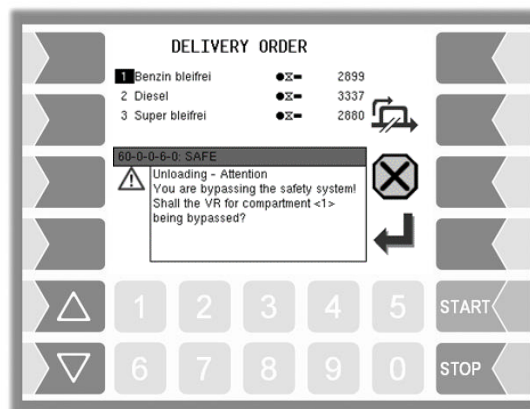 DELIVERY ORDER
1 Benzin bleifrei 2899
2 Diesel 3337
3 Super bleifrei 2880
60-0-0-6-0: SAFE
Unloading - Attention
You are bypassing the safety system!
Shall the VR for compartment <1>
being bypassed?
1 2 3 4 5 START
6 7 8 9 0 STOP